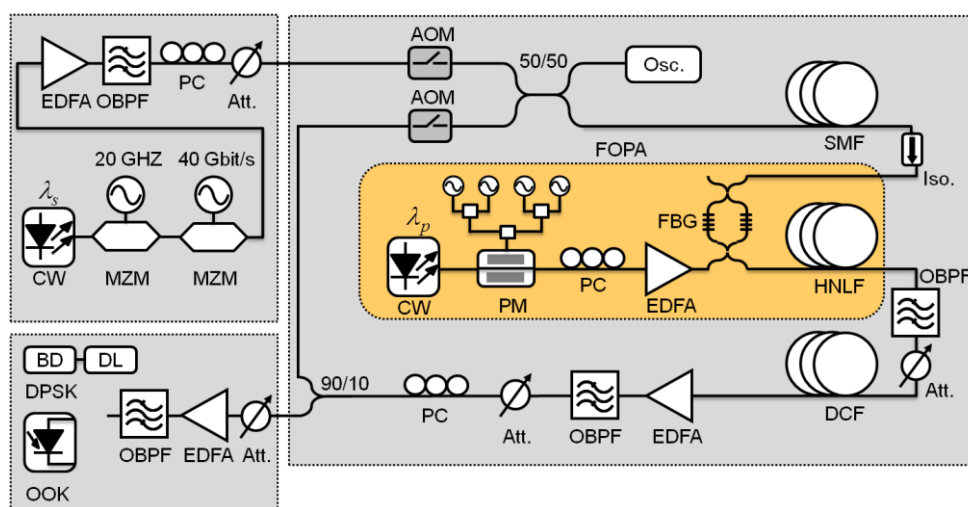 EDFA OBPF
PC
Att.
20 GHZ
40 Gbit/s
λs
CW
MZM
MZM
BD
DL
DPSK
OOK
OBPF
EDFA
Att.
AOM
AOM
50/50
Osc.
SMF
Iso.
FOPA
λp
CW
PM
PC
EDFA
FBG
HNLF
OBPF
Att.
DCF
EDFA
OBPF
Att.
PC
90/10